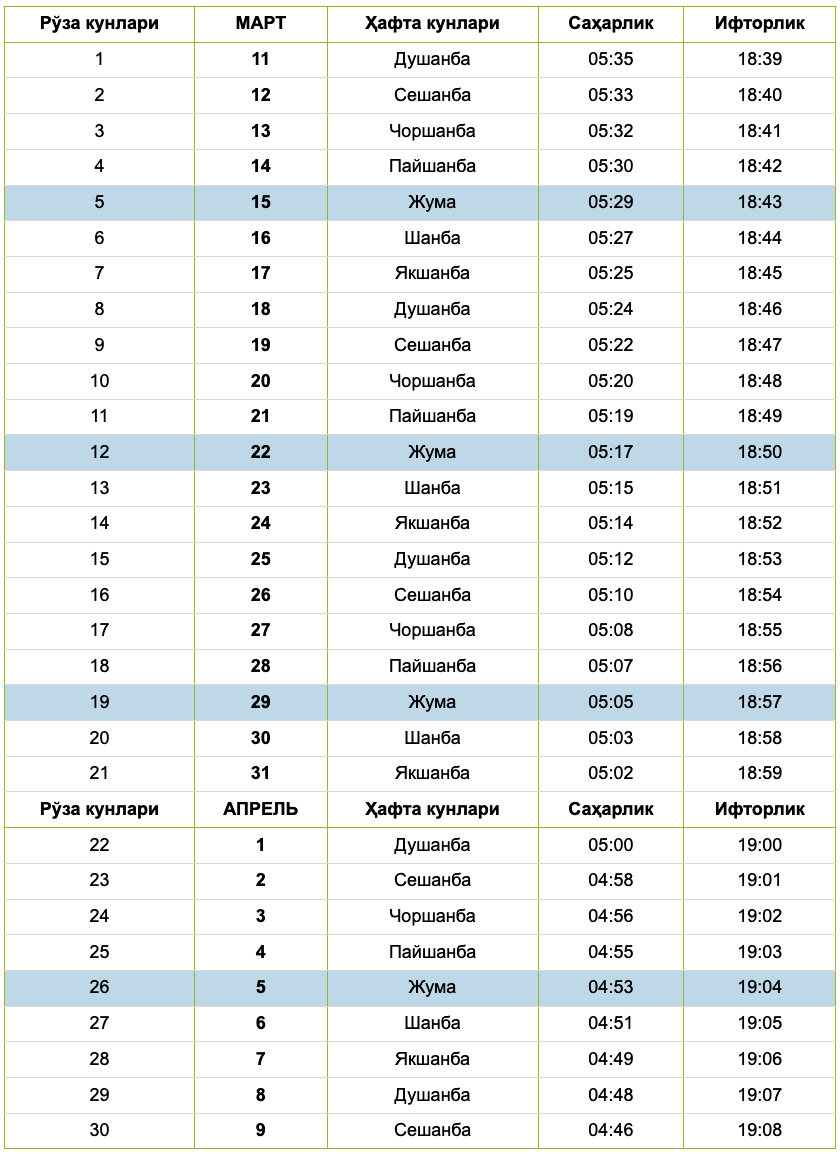 Рўза кунлари МАРТ Ҳафта кунлари Саҳарлик Ифторлик
1 11 Душанба 05:35 18:39
2 12 Сешанба 05:33 18:40
3 13 Чоршанба 05:32 18:41
4 14 Пайшанба 05:30 18:42
5 15 Жума 05:29 18:43
6 16 Шанба 05:27 18:44
7 17 Якшанба 05:25 18:45
8 18 Душанба 05:24 18:46
9 19 Сешанба 05:22 18:47
10 20 Чоршанба 05:20 18:48
11 21 Пайшанба 05:19 18:49
12 22 Жума 05:17 18:50
13 23 Шанба 05:15 18:51
14 24 Якшанба 05:14 18:52
15 25 Душанба 05:12 18:53
16 26 Сешанба 05:10 18:54
17 27 Чоршанба 05:08 18:55
18 28 Пайшанба 05:07 18:56
19 29 Жума 05:05 18:57
20 30 Шанба 05:03 18:58
21 31 Якшанба 05:02 18:59
Рўза кунлари АПРЕЛЬ Ҳафта кунлари Саҳарлик Ифторлик
22 1 Душанба 05:00 19:00
23 2 Сешанба 04:58 19:01
24 3 Чоршанба 04:56 19:02
25 4 Пайшанба 04:55 19:03
26 5 Жума 04:53 19:04
27 6 Шанба 04:51 19:05
28 7 Якшанба 04:49 19:06
29 8 Душанба 04:48 19:07
30 9 Сешанба 04:46 19:08